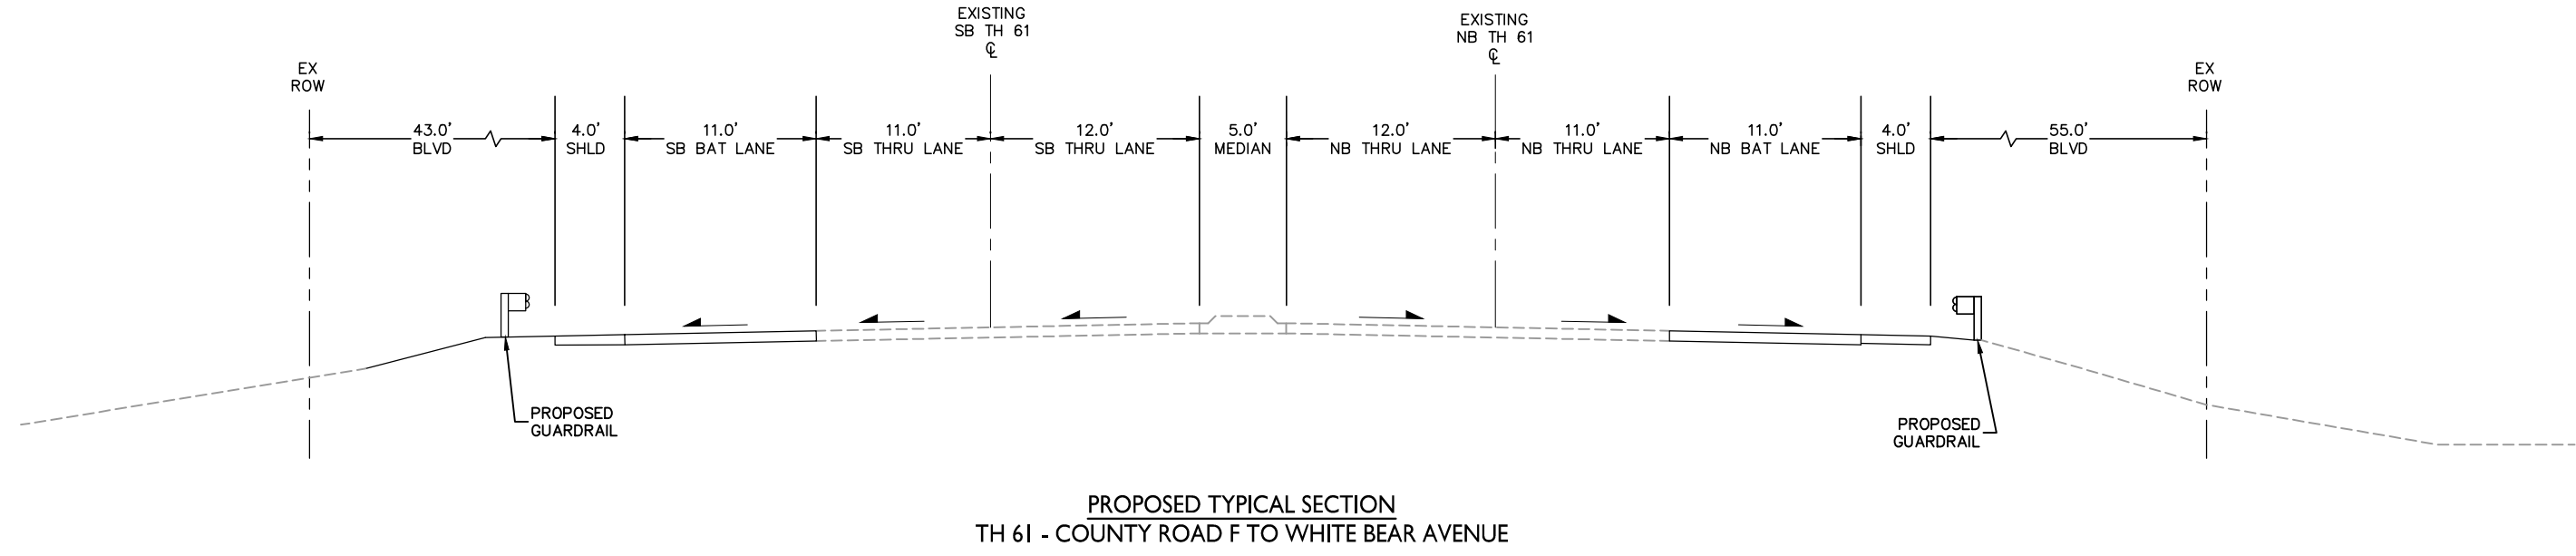 EXISTING
SB TH 61
℄
EXISTING
NB TH 61
℄
EX
ROW
EX
ROW
43.0'
BLVD
4.0'
SHLD
11.0'
SB BAT LANE
11.0'
SB THRU LANE
12.0'
SB THRU LANE
5.0'
MEDIAN
12.0'
NB THRU LANE
11.0'
NB THRU LANE
11.0'
NB BAT LANE
4.0'
SHLD
55.0'
BLVD
PROPOSED
GUARDRAIL
PROPOSED
GUARDRAIL
PROPOSED TYPICAL SECTION
TH 61 - COUNTY ROAD F TO WHITE BEAR AVENUE